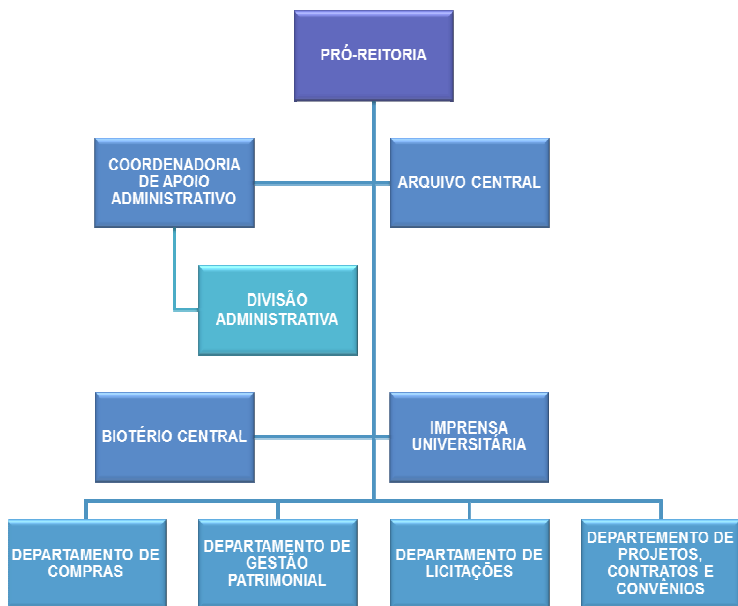 PRÓ-REITORIA
COORDENADORIA
DE APOIO
ADMINISTRATIVO
ARQUIVO CENTRAL
DIVISÃO
ADMINISTRATIVA
BIOTÉRIO CENTRAL
IMPRENSA
UNIVERSITÁRIA
DEPARTAMENTO DE
COMPRAS
DEPARTAMENTO DE
GESTÃO
PATRIMONIAL
DEPARTAMENTO DE
LICITAÇÕES
DEPARTEMENTO DE
PROJETOS,
CONTRATOS E
CONVÊNIOS